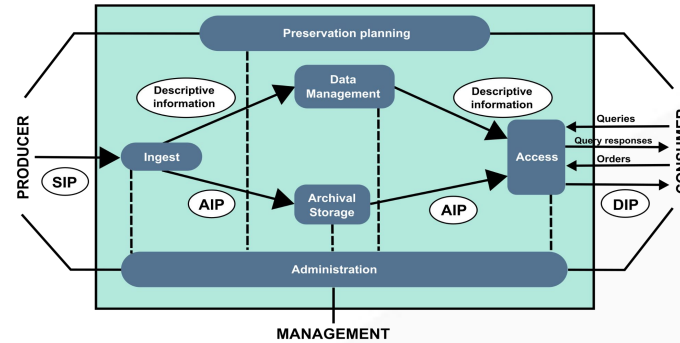 Preservation planning
Data
Management
Descriptive
information
Descriptive
information
PRODUCER
SIP
Ingest
AIP
Archival
Storage
AIP
Access
Queries
Query responses
Orders
DIP
CONSUMER
Administration
MANAGEMENT